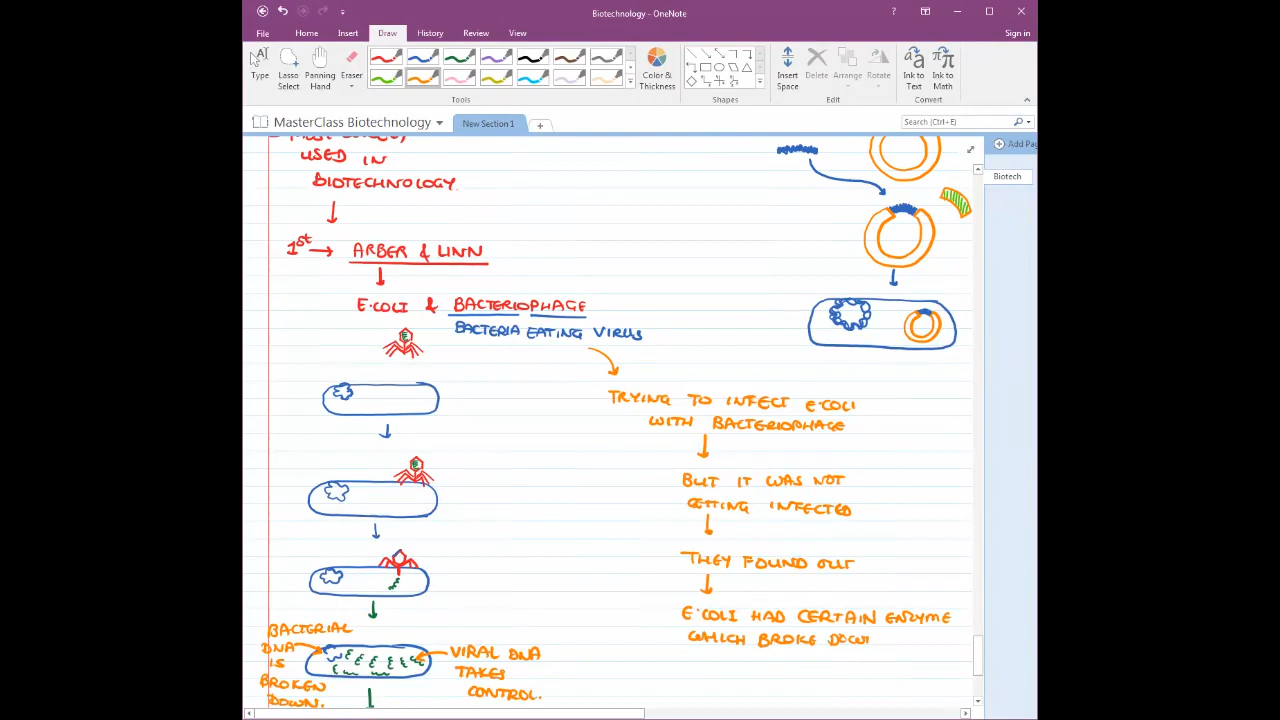 Biotechnology - OneNote
?
File Home Insert Draw History Review View Sign in
Type
Lasso Select
Panning Hand
Eraser
Color & Thickness
Insert Space
Delete
Arrange
Rotate
Ink to Text
Ink to Math
Tools Shapes Edit Convert
MasterClass Biotechnology New Section 1 Search (Ctrl+E)
Add Pag
Biotech
USED IN
BIOTECHNOLOGY.
1st → ARBER & LINN
E.COLI & BACTERIOPHAGE
BACTERIA EATING VIRUS
TRYING TO INFECT E.COLI
WITH BACTERIOPHAGE
BUT IT WAS NOT
GETTING INFECTED
THEY FOUND OUT
E.COLI HAD CERTAIN ENZYME
WHICH BROKE DOWN
BACTERIAL
DNA
IS
BROKEN
DOWN.
VIRAL DNA
TAKES
CONTROL.